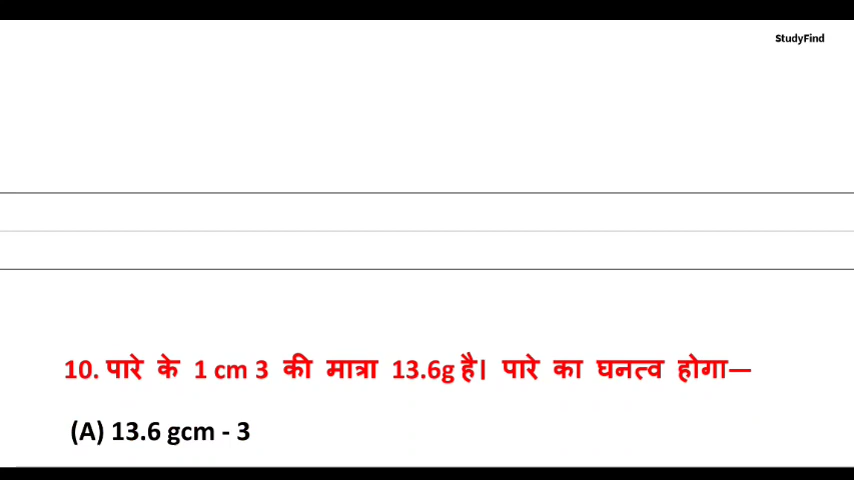 StudyFind
10. पारे के 1 cm 3 की मात्रा 13.6g है। पारे का घनत्व होगा—
(A) 13.6 gcm - 3